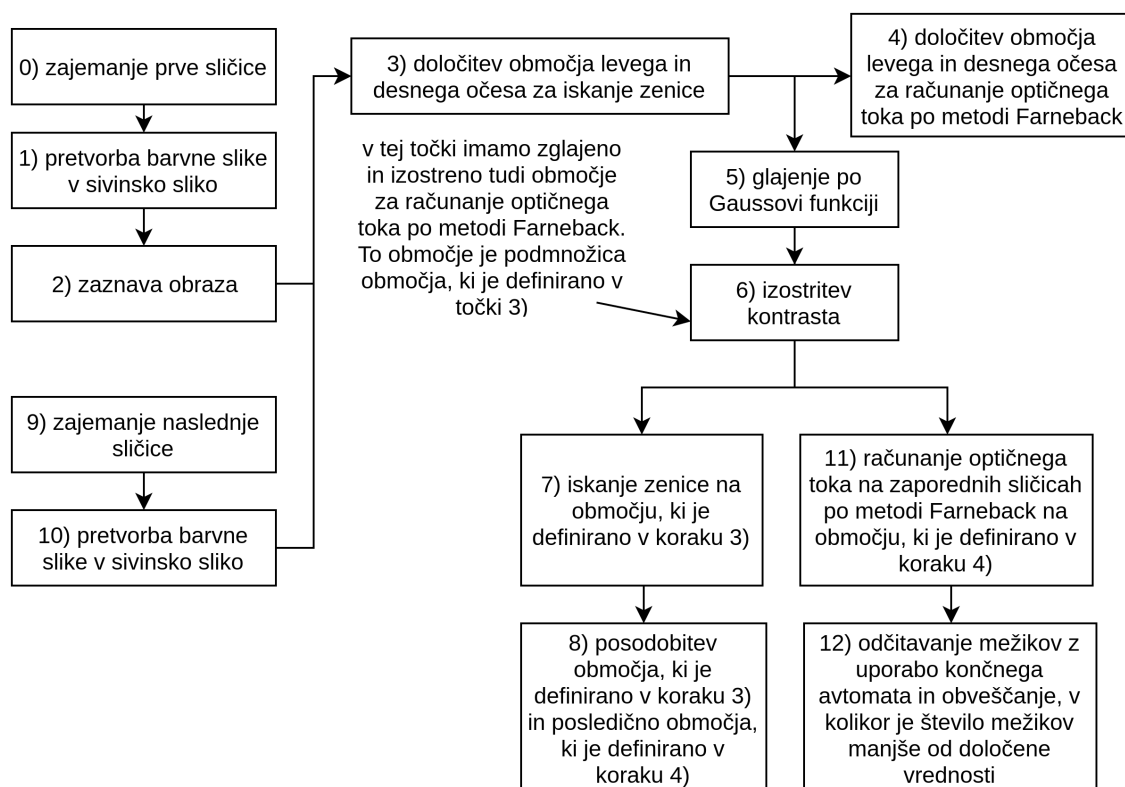 0) zajemanje prve sličice
1) pretvorba barvne slike
v sivinsko sliko
2) zaznava obraza
3) določitev območja levega in
desnega očesa za iskanje zenice
4) določitev območja
levega in desnega očesa
za računanje optičnega
toka po metodi Farneback
v tej točki imamo zglajeno
in izostreno tudi območje
za računanje optičnega
toka po metodi Farneback.
To območje je podmnožica
območja, ki je definirano v
točki 3)
5) glajenje po
Gaussovi funkciji
6) izostritev
kontrasta
9) zajemanje naslednje
sličice
10) pretvorba barvne
slike v sivinsko sliko
7) iskanje zenice na
območju, ki je
definirano v koraku 3)
11) računanje optičnega
toka na zaporednih sličicah
po metodi Farneback na
območju, ki je definirano v
koraku 4)
8) posodobitev
območja, ki je
definirano v koraku 3)
in posledično območja,
ki je definirano v
koraku 4)
12) odčitavanje mežikov z
uporabo končnega
avtomata in obveščanje, v
kolikor je število mežikov
manjše od določene
vrednosti